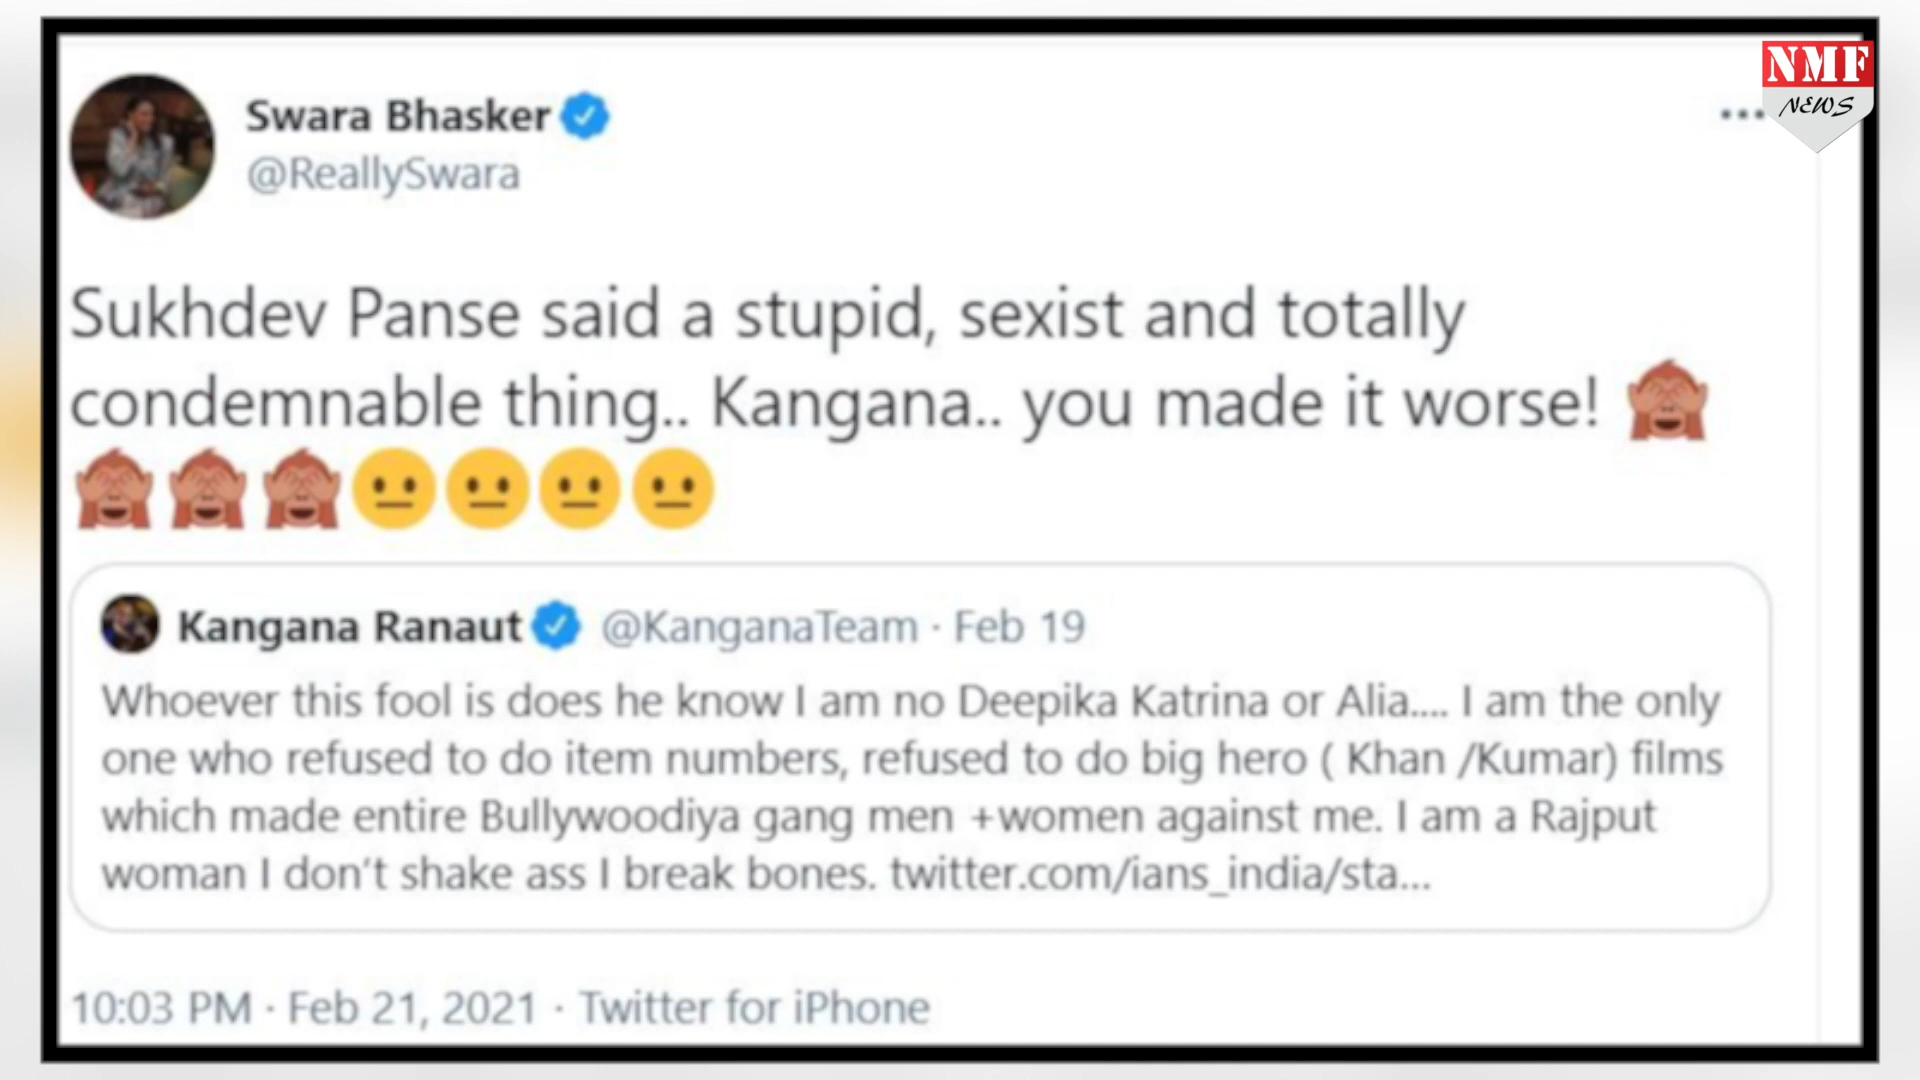 NMF
NEWS
Swara Bhasker
@ReallySwara
Sukhdev Panse said a stupid, sexist and totally
condemnable thing.. Kangana.. you made it worse! 🙈
🙈🙈🙈😐😐😐😐
Kangana Ranaut @KanganaTeam · Feb 19
Whoever this fool is does he know I am no Deepika Katrina or Alia.... I am the only
one who refused to do item numbers, refused to do big hero ( Khan /Kumar) films
which made entire Bullywoodiya gang men +women against me. I am a Rajput
woman I don’t shake ass I break bones. twitter.com/ians_india/sta...
10:03 PM · Feb 21, 2021 · Twitter for iPhone